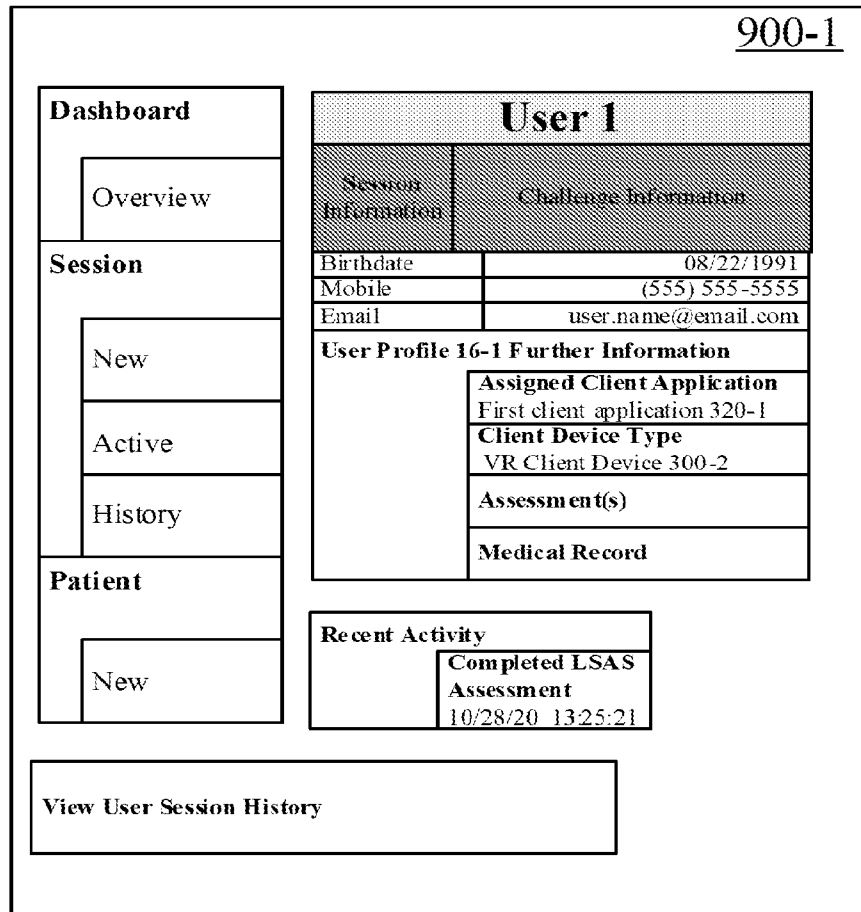 900-1
Dashboard
Overview
Session
New
Active
History
Patient
New
User 1
Session
Information
Challenge Information
Birthdate 08/22/1991
Mobile (555) 555-5555
Email user.name@email.com
User Profile 16-1 Further Information
Assigned Client Application
First client application 320-1
Client Device Type
VR Client Device 300-2
Assessment(s)
Medical Record
Recent Activity
Completed LSAS
Assessment
10/28/20 13:25:21
View User Session History